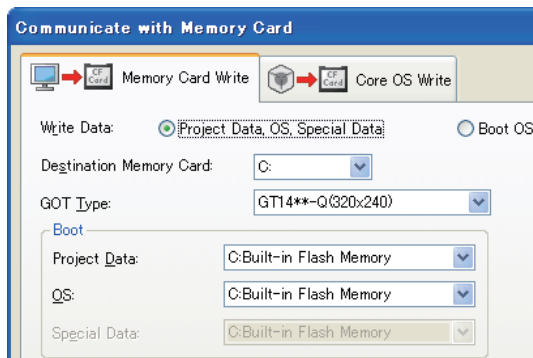 Communicate with Memory Card
CF Card Memory Card Write CF Card Core OS Write
Write Data: Project Data, OS, Special Data Boot OS
Destination Memory Card: C:
GOT Type: GT14**-Q(320x240)
Boot
Project Data: C:Built-in Flash Memory
OS: C:Built-in Flash Memory
Special Data: C:Built-in Flash Memory